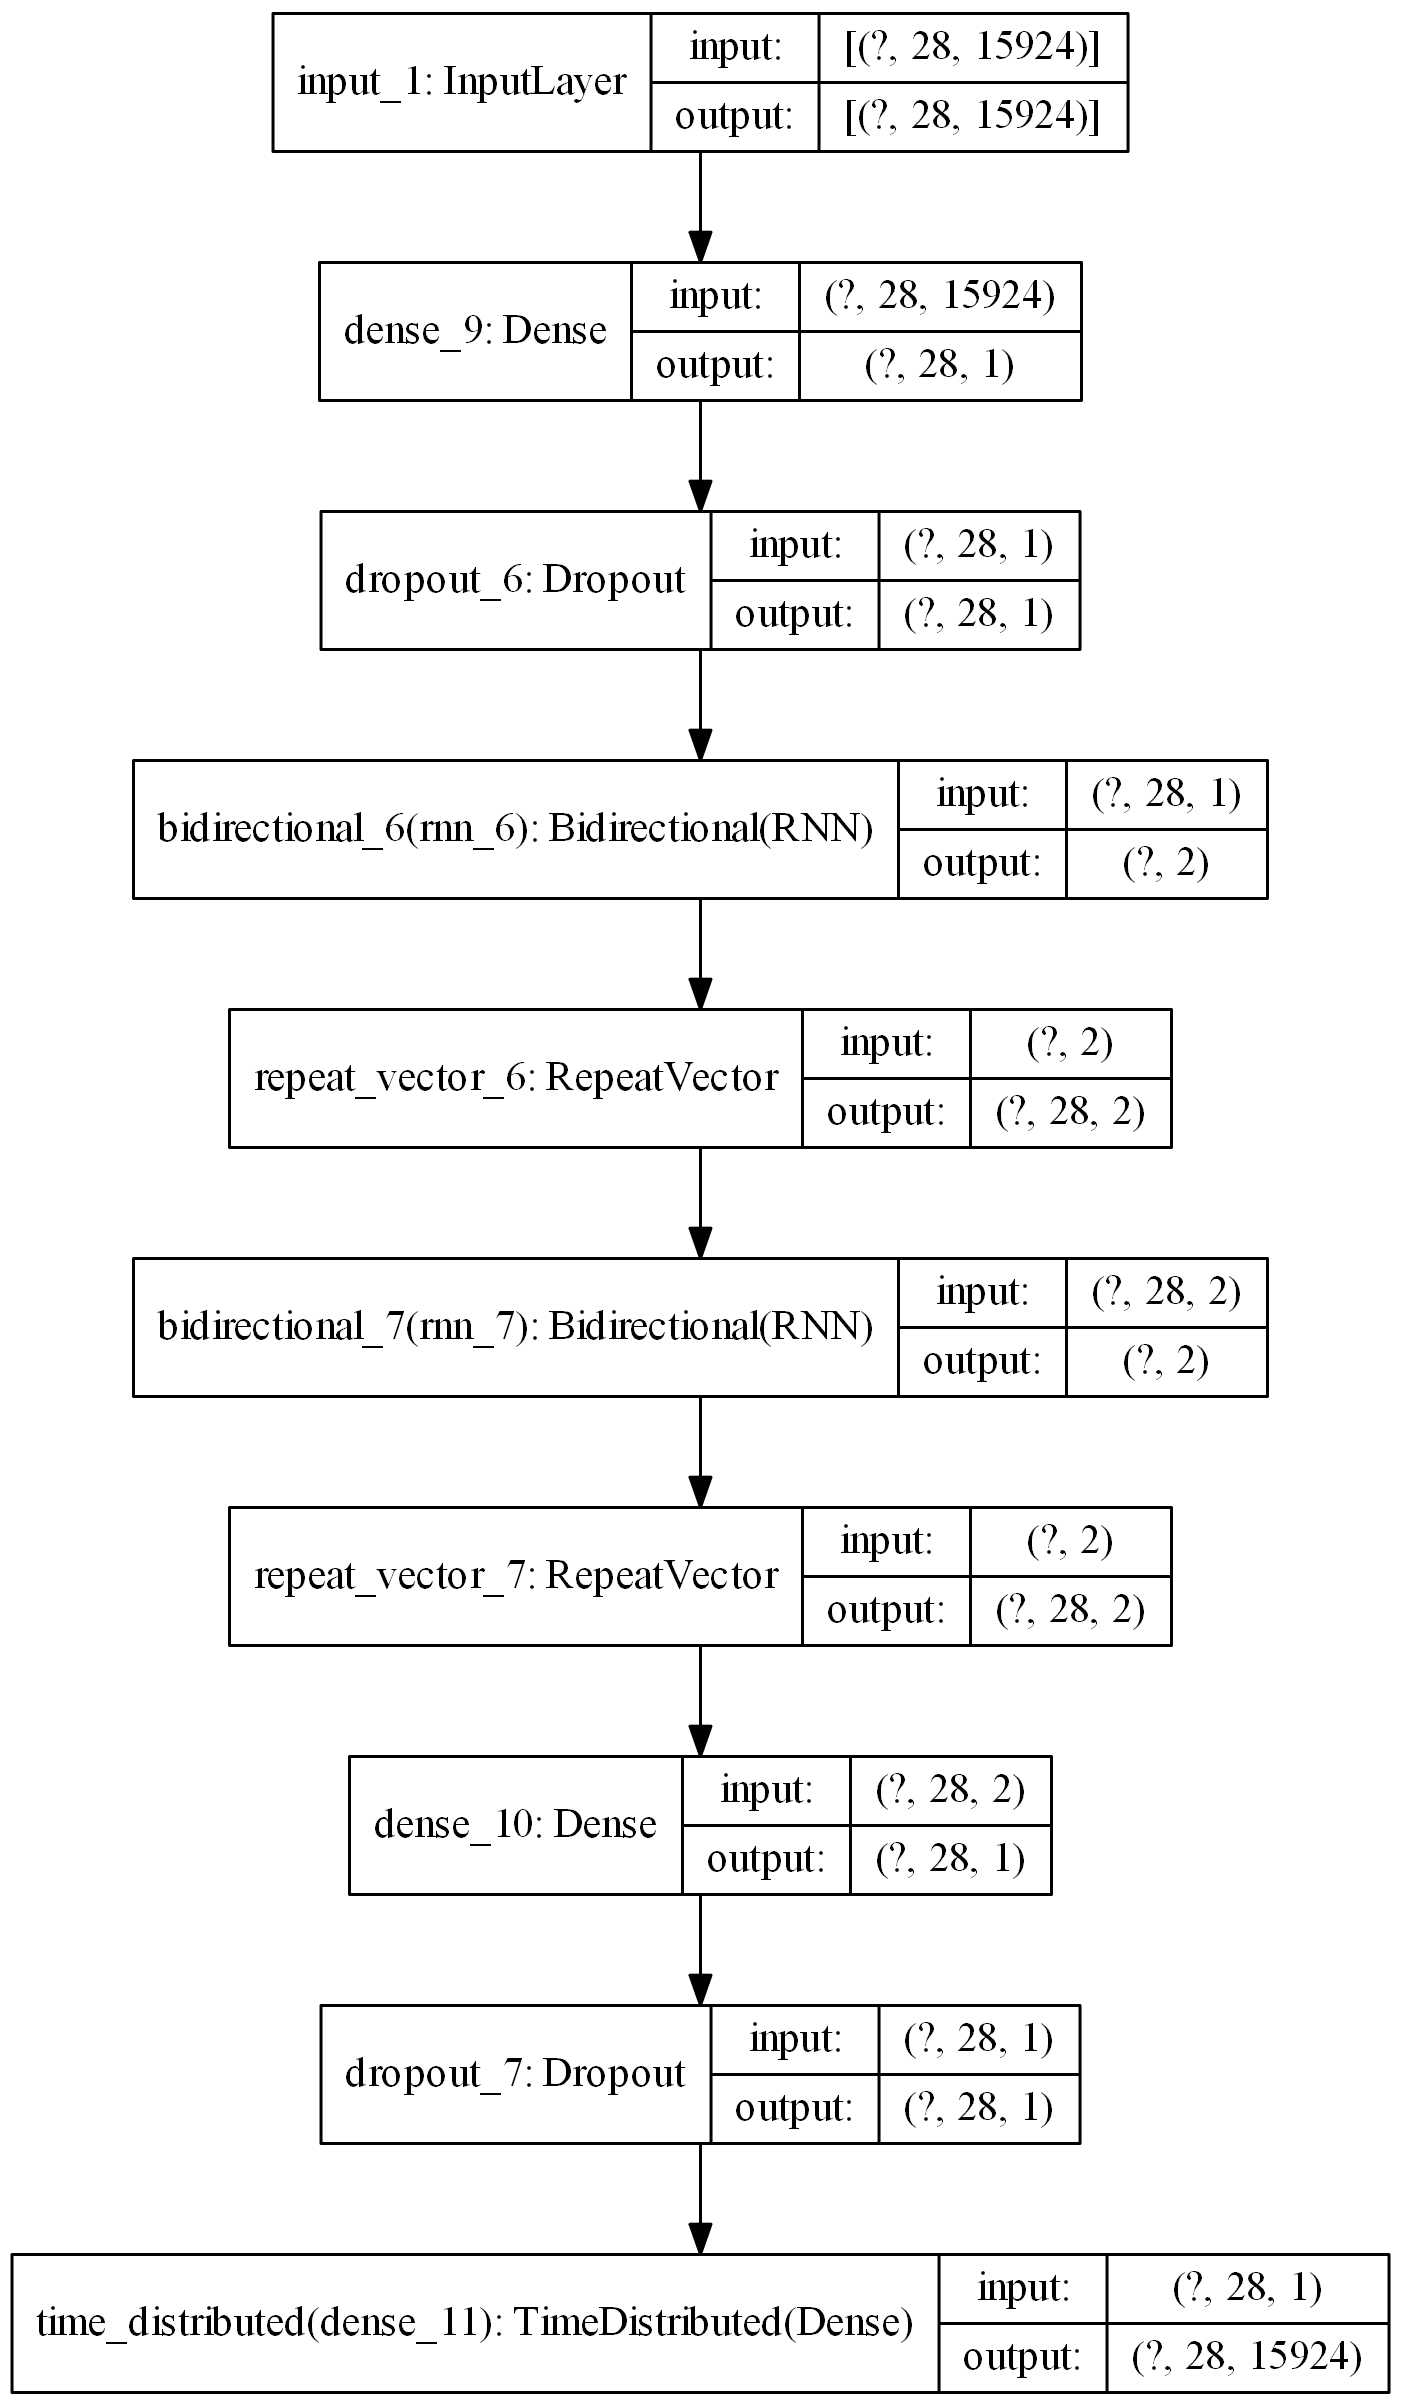 input_1: InputLayer
input: [(?, 28, 15924)]
output: [(?, 28, 15924)]
dense_9: Dense
input: (?, 28, 15924)
output: (?, 28, 1)
dropout_6: Dropout
input: (?, 28, 1)
output: (?, 28, 1)
bidirectional_6(rnn_6): Bidirectional(RNN)
input: (?, 28, 1)
output: (?, 2)
repeat_vector_6: RepeatVector
input: (?, 2)
output: (?, 28, 2)
bidirectional_7(rnn_7): Bidirectional(RNN)
input: (?, 28, 2)
output: (?, 2)
repeat_vector_7: RepeatVector
input: (?, 2)
output: (?, 28, 2)
dense_10: Dense
input: (?, 28, 2)
output: (?, 28, 1)
dropout_7: Dropout
input: (?, 28, 1)
output: (?, 28, 1)
time_distributed(dense_11): TimeDistributed(Dense)
input: (?, 28, 1)
output: (?, 28, 15924)